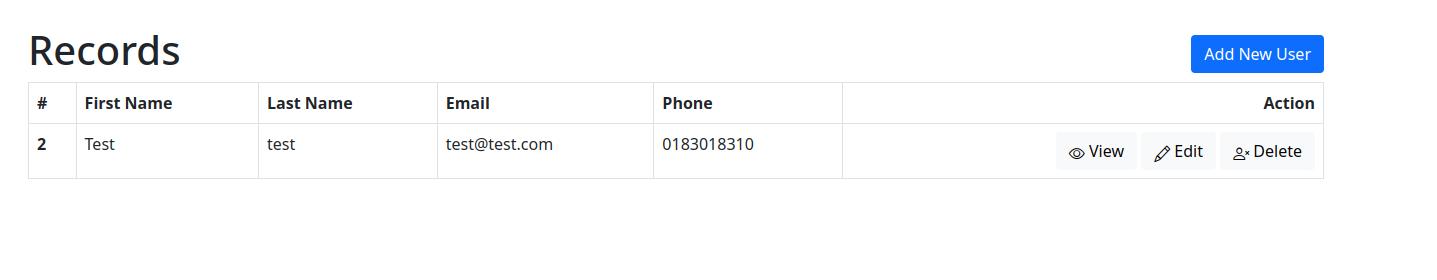 Records
Add New User
# First Name Last Name Email Phone Action
2 Test test test@test.com 0183018310 View Edit Delete